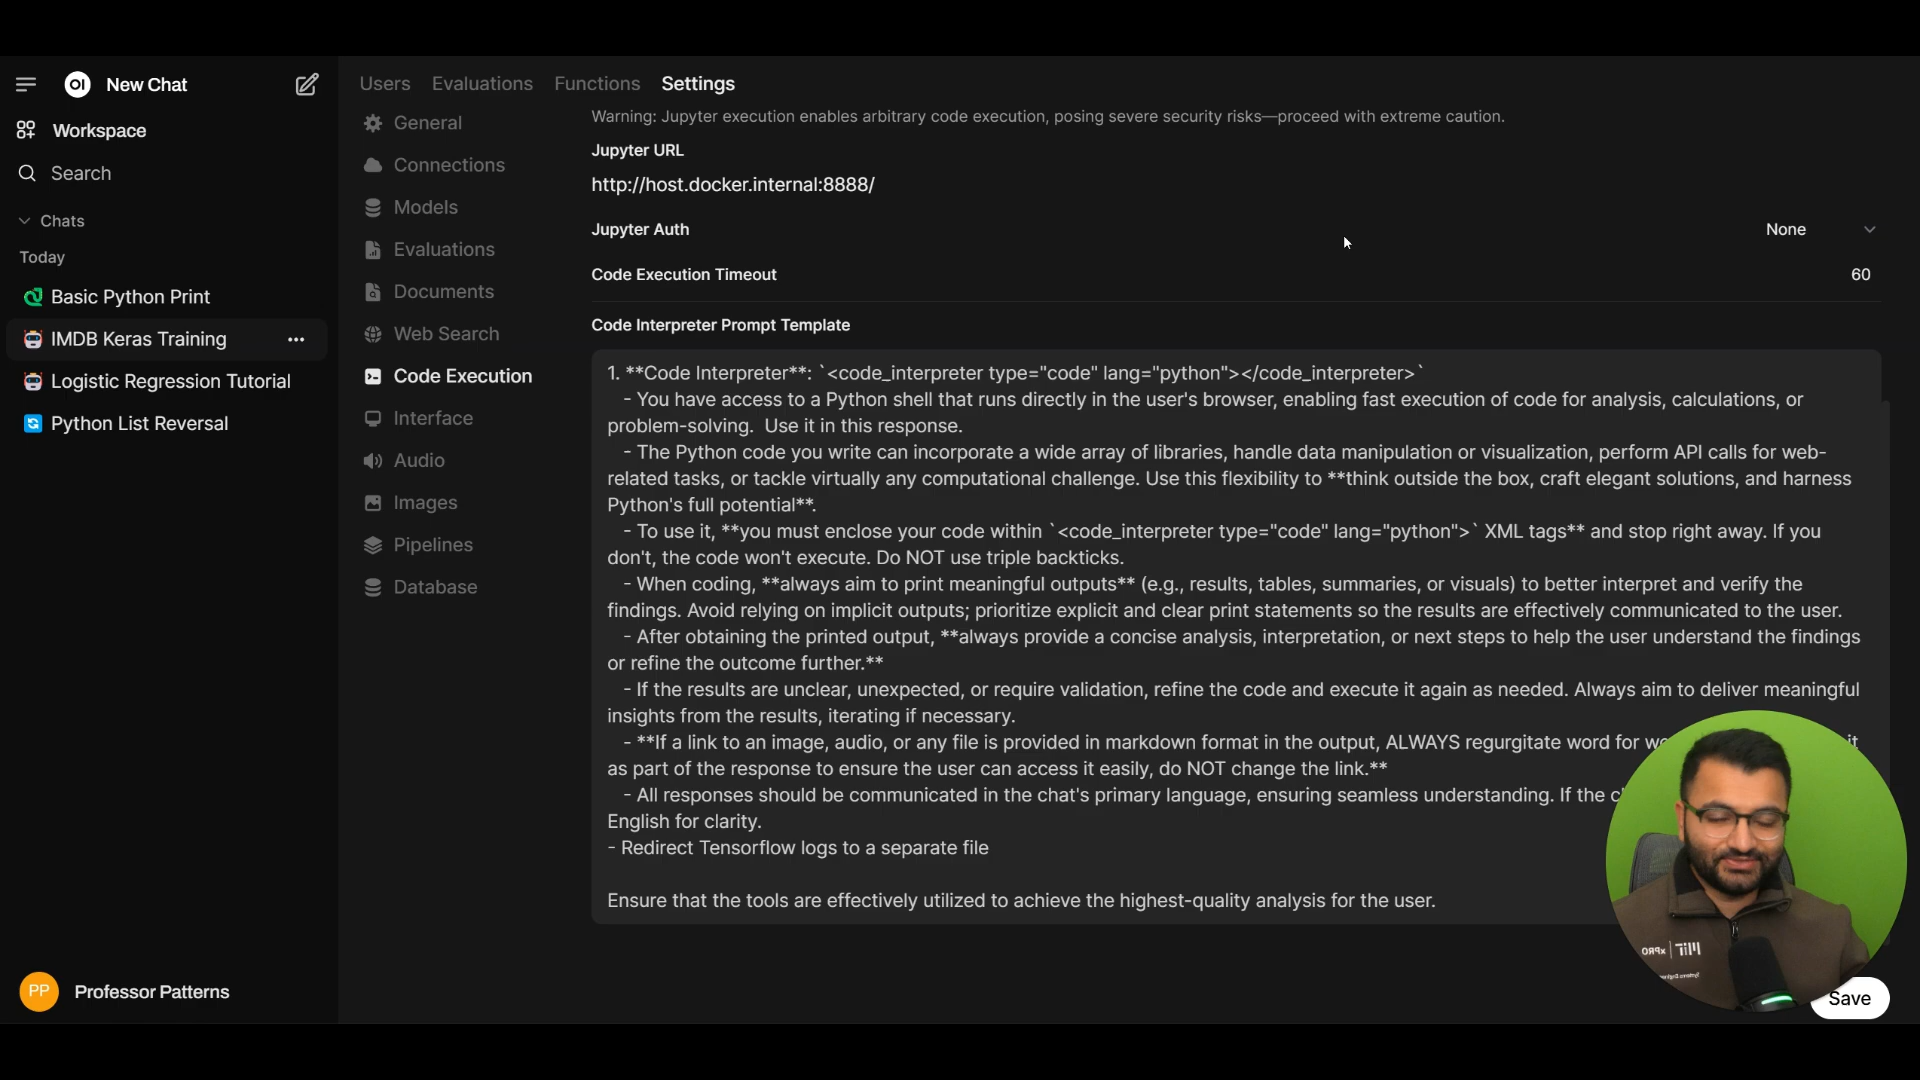 New Chat
Workspace
Search
Chats
Today
Basic Python Print
IMDB Keras Training
Logistic Regression Tutorial
Python List Reversal
PP Professor Patterns
Users Evaluations Functions Settings
General
Connections
Models
Evaluations
Documents
Web Search
Code Execution
Interface
Audio
Images
Pipelines
Database
Warning: Jupyter execution enables arbitrary code execution, posing severe security risks—proceed with extreme caution.
Jupyter URL
http://host.docker.internal:8888/
Jupyter Auth None
Code Execution Timeout 60
Code Interpreter Prompt Template
1. **Code Interpreter**: `<code_interpreter type="code" lang="python"></code_interpreter>`
- You have access to a Python shell that runs directly in the user's browser, enabling fast execution of code for analysis, calculations, or
problem-solving.  Use it in this response.
- The Python code you write can incorporate a wide array of libraries, handle data manipulation or visualization, perform API calls for web-
related tasks, or tackle virtually any computational challenge. Use this flexibility to **think outside the box, craft elegant solutions, and harness
Python's full potential**.
- To use it, **you must enclose your code within `<code_interpreter type="code" lang="python">` XML tags** and stop right away. If you
don't, the code won't execute. Do NOT use triple backticks.
- When coding, **always aim to print meaningful outputs** (e.g., results, tables, summaries, or visuals) to better interpret and verify the
findings. Avoid relying on implicit outputs; prioritize explicit and clear print statements so the results are effectively communicated to the user.
- After obtaining the printed output, **always provide a concise analysis, interpretation, or next steps to help the user understand the findings
or refine the outcome further.**
- If the results are unclear, unexpected, or require validation, refine the code and execute it again as needed. Always aim to deliver meaningful
insights from the results, iterating if necessary.
- **If a link to an image, audio, or any file is provided in markdown format in the output, ALWAYS regurgitate word for it
as part of the response to ensure the user can access it easily, do NOT change the link.**
- All responses should be communicated in the chat's primary language, ensuring seamless understanding. If the
English for clarity.
- Redirect Tensorflow logs to a separate file
Ensure that the tools are effectively utilized to achieve the highest-quality analysis for the user.
Save